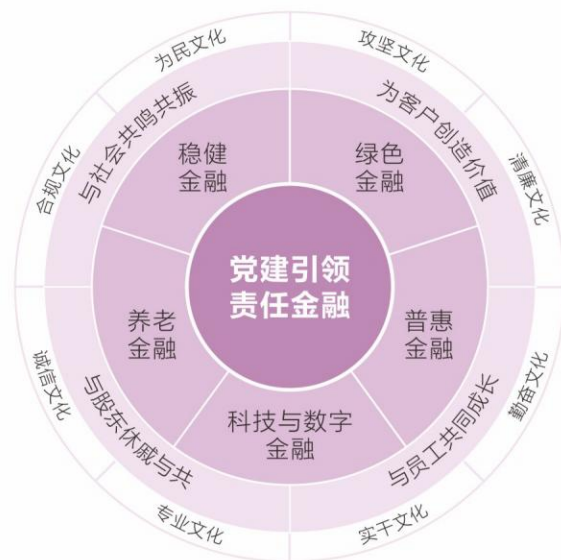 党建引领
责任金融
稳健
金融
绿色
金融
普惠
金融
科技与数字
金融
养老
金融
与社会共鸣共振
为客户创造价值
与员工共同成长
与股东休戚与共
为民文化
攻坚文化
清廉文化
勤奋文化
实干文化
专业文化
诚信文化
合规文化